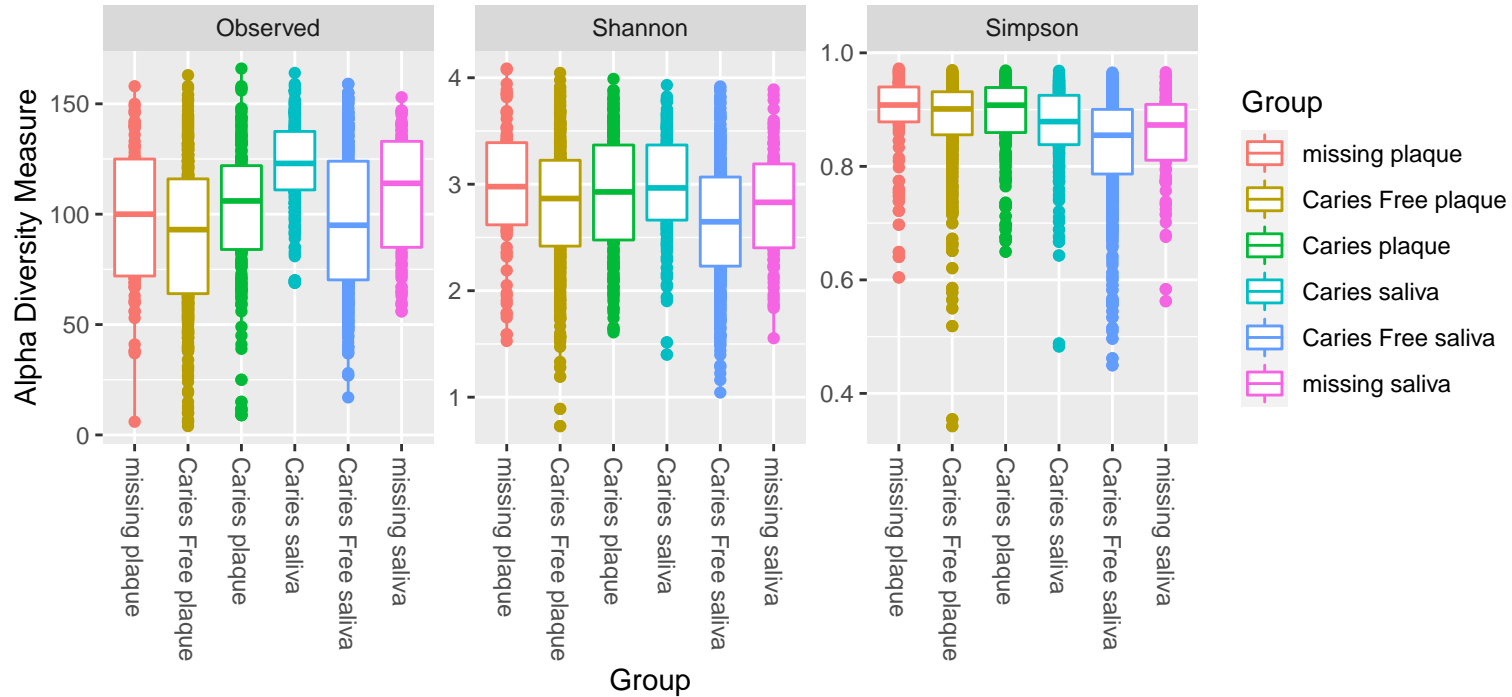 Observed
Shannon
Simpson
Alpha Diversity Measure
150
100
50
0
4
3
2
1
1.0
0.8
0.6
0.4
missing plaque
Caries Free plaque
Caries plaque
Caries saliva
Caries Free saliva
missing saliva
missing plaque
Caries Free plaque
Caries plaque
Caries saliva
Caries Free saliva
missing saliva
missing plaque
Caries Free plaque
Caries plaque
Caries saliva
Caries Free saliva
missing saliva
Group
Group
missing plaque
Caries Free plaque
Caries plaque
Caries saliva
Caries Free saliva
missing saliva